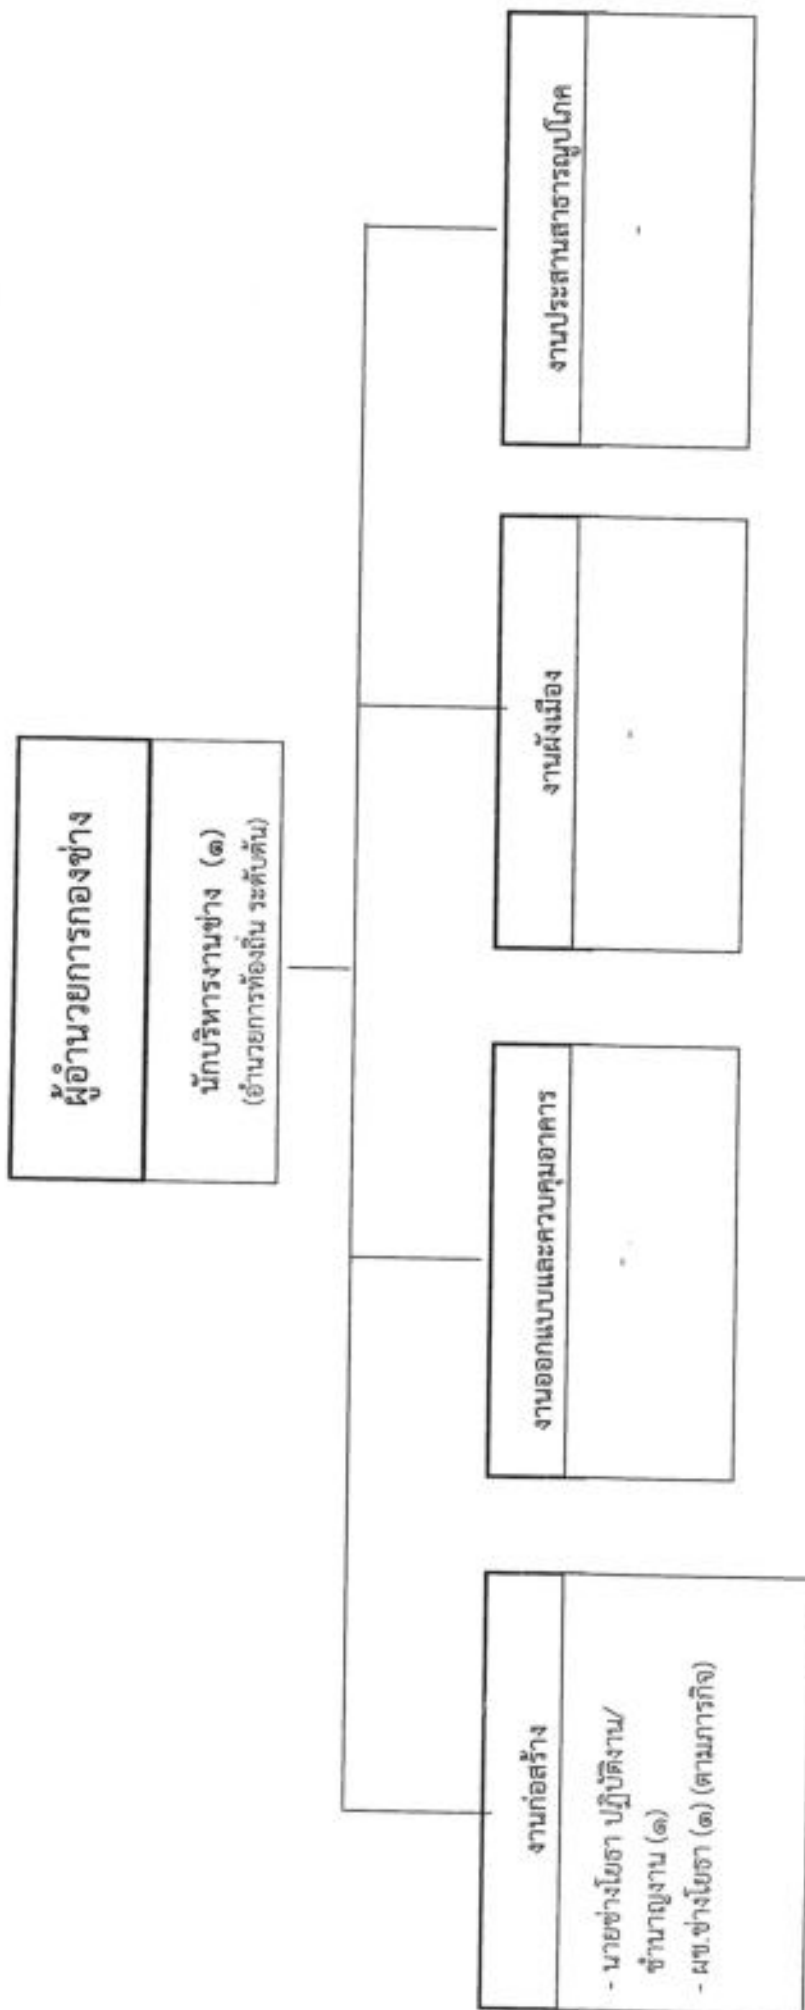 ผู้อำนวยการกองช่าง
นักบริหารงานช่าง (๑)
(อำนวยการท้องถิ่น ระดับต้น)
งานก่อสร้าง
- นายช่างโยธา ปฏิบัติงาน/
ชำนาญงาน (๑)
- ผช.ช่างโยธา (๑) (ตามภารกิจ)
งานออกแบบและควบคุมอาคาร
-
งานผังเมือง
-
งานประสานสาธารณูปโภค
-